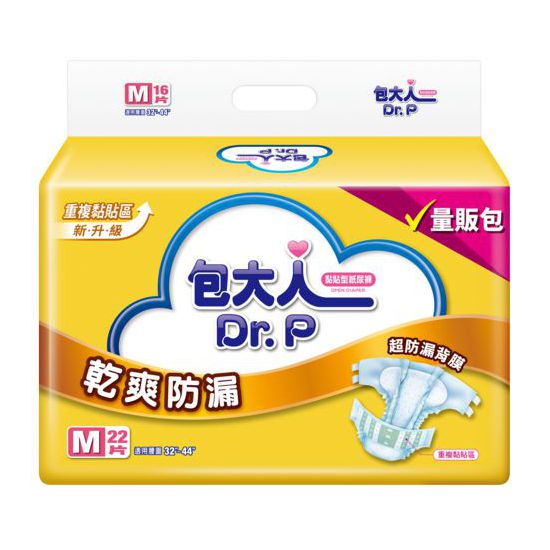 M 16片
適用腰圍 32"-44"
包大人
Dr. P
重複黏貼區
新·升·級
量販包
包大人
黏貼型紙尿褲
OPEN DIAPER
Dr. P
乾爽防漏
超防漏背膜
M 22片
適用腰圍 32"-44"
重複黏貼區